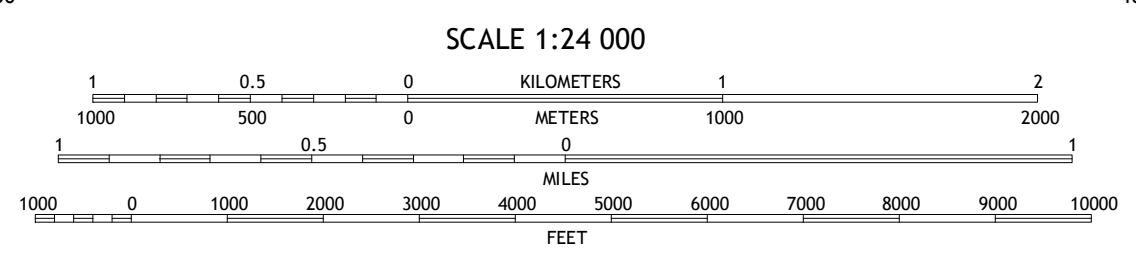 SCALE 1:24 000
1 0.5 0 KILOMETERS 1 2
1000 500 0 METERS 1000 2000
1 0.5 0 1
MILES
1000 0 1000 2000 3000 4000 5000 6000 7000 8000 9000 10000
FEET